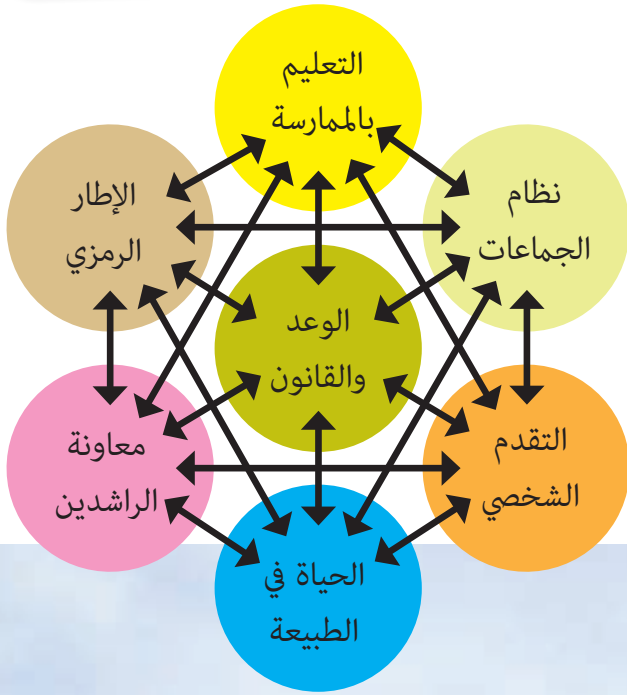 التعليم
بالممارسة
نظام
الجماعات
الإطار
الرمزي
الوعد
والقانون
التقدم
الشخصي
معاونة
الراشدين
الحياة في
الطبيعة